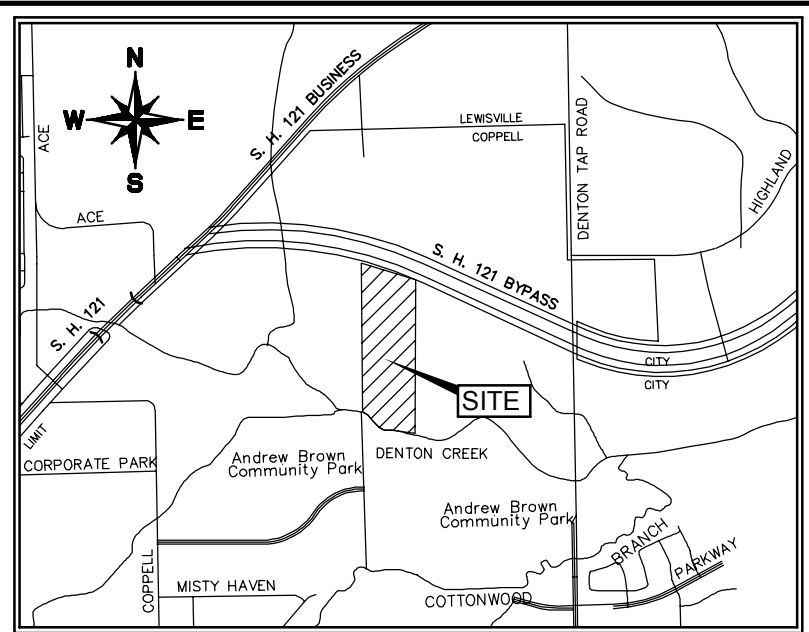 N
W
E
S
S. H. 121 BUSINESS
LEWISVILLE
COPPELL
DENTON TAP ROAD
HIGHLAND
ACE
ACE
S. H. 121 BYPASS
S. H. 121
CITY
CITY
SITE
LIMIT
CORPORATE PARK
Andrew Brown
Community Park
DENTON CREEK
Andrew Brown
Community Park
BRANCH
PARKWAY
COPPELL
MISTY HAVEN
COTTONWOOD